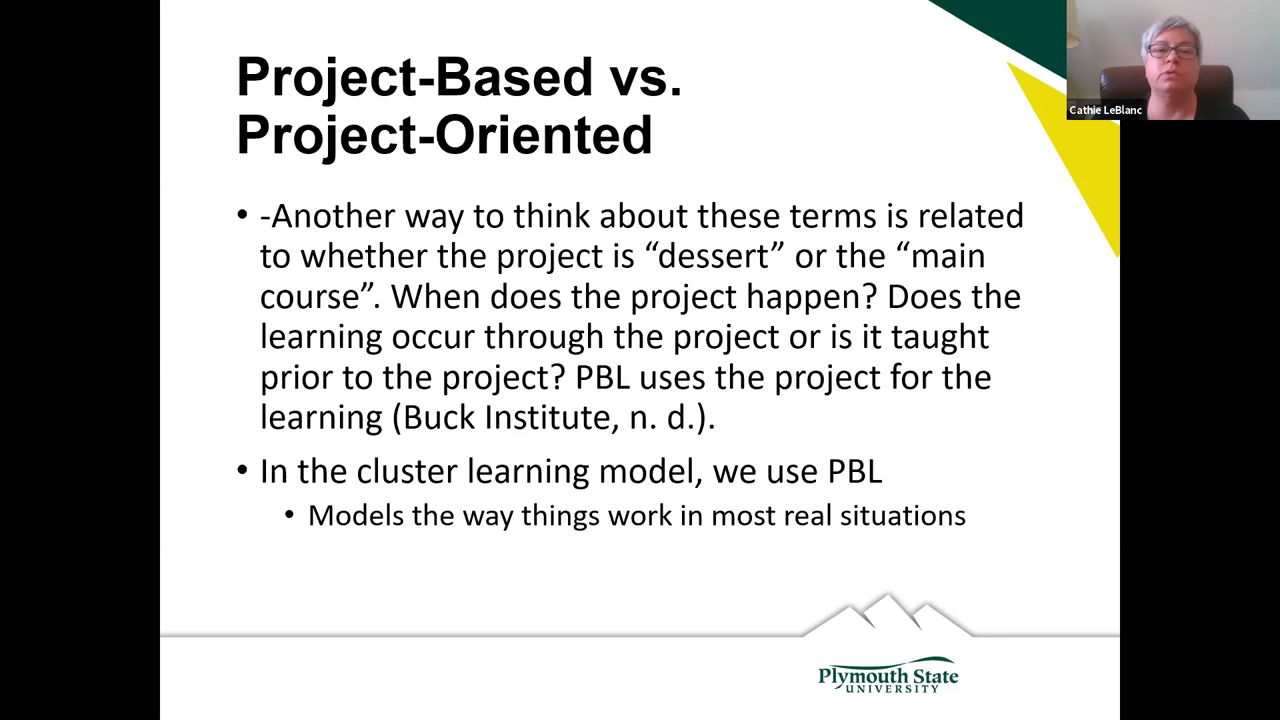 Project-Based vs.
Project-Oriented
Cathie LeBlanc
• -Another way to think about these terms is related
to whether the project is “dessert” or the “main
course”. When does the project happen? Does the
learning occur through the project or is it taught
prior to the project? PBL uses the project for the
learning (Buck Institute, n. d.).
• In the cluster learning model, we use PBL
• Models the way things work in most real situations
Plymouth State
UNIVERSITY